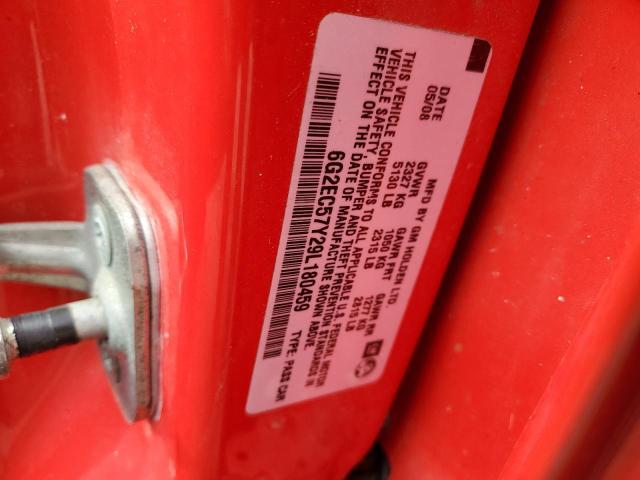 MFD BY GM HOLDEN LTD.
DATE GVWR GAWR FRT GAWR RR
05/08 2327 KG 1050 KG 1277 KG
5130 LB 2315 LB 2815 LB
THIS VEHICLE CONFORMS TO ALL APPLICABLE U.S. FEDERAL MOTOR
VEHICLE SAFETY, BUMPER AND THEFT PREVENTION STANDARDS IN
EFFECT ON THE DATE OF MANUFACTURE SHOWN ABOVE.
6G2EC57Y29L180459 TYPE: PASS CAR
GM